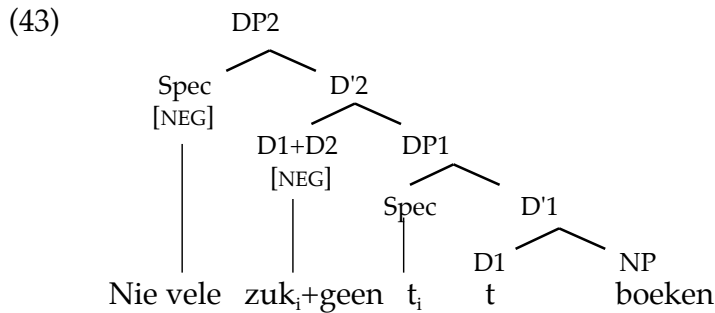 (43) DP2
Spec D'2
[NEG]
D1+D2 DP1
[NEG]
Spec D'1
D1 NP
Nie vele zukᵢ+geen tᵢ t boeken